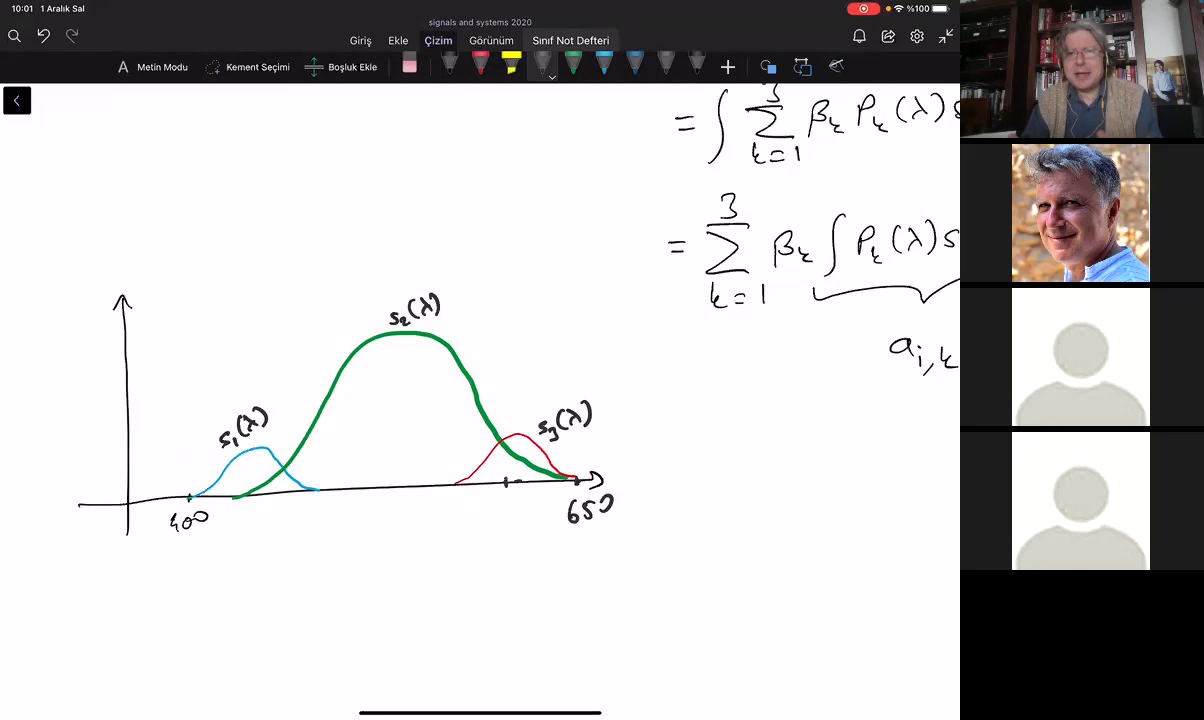 10:01 1 Aralık Sal
%100
signals and systems 2020
Giriş Ekle Çizim Görünüm Sınıf Not Defteri
A Metin Modu Kement Seçimi Boşluk Ekle
= ∫ 3 ∑ k=1 βk Pk(λ) s
= 3 ∑ k=1 βk ∫ Pk(λ) s
ai,k
s2(λ)
s1(λ)
s3(λ)
400
650